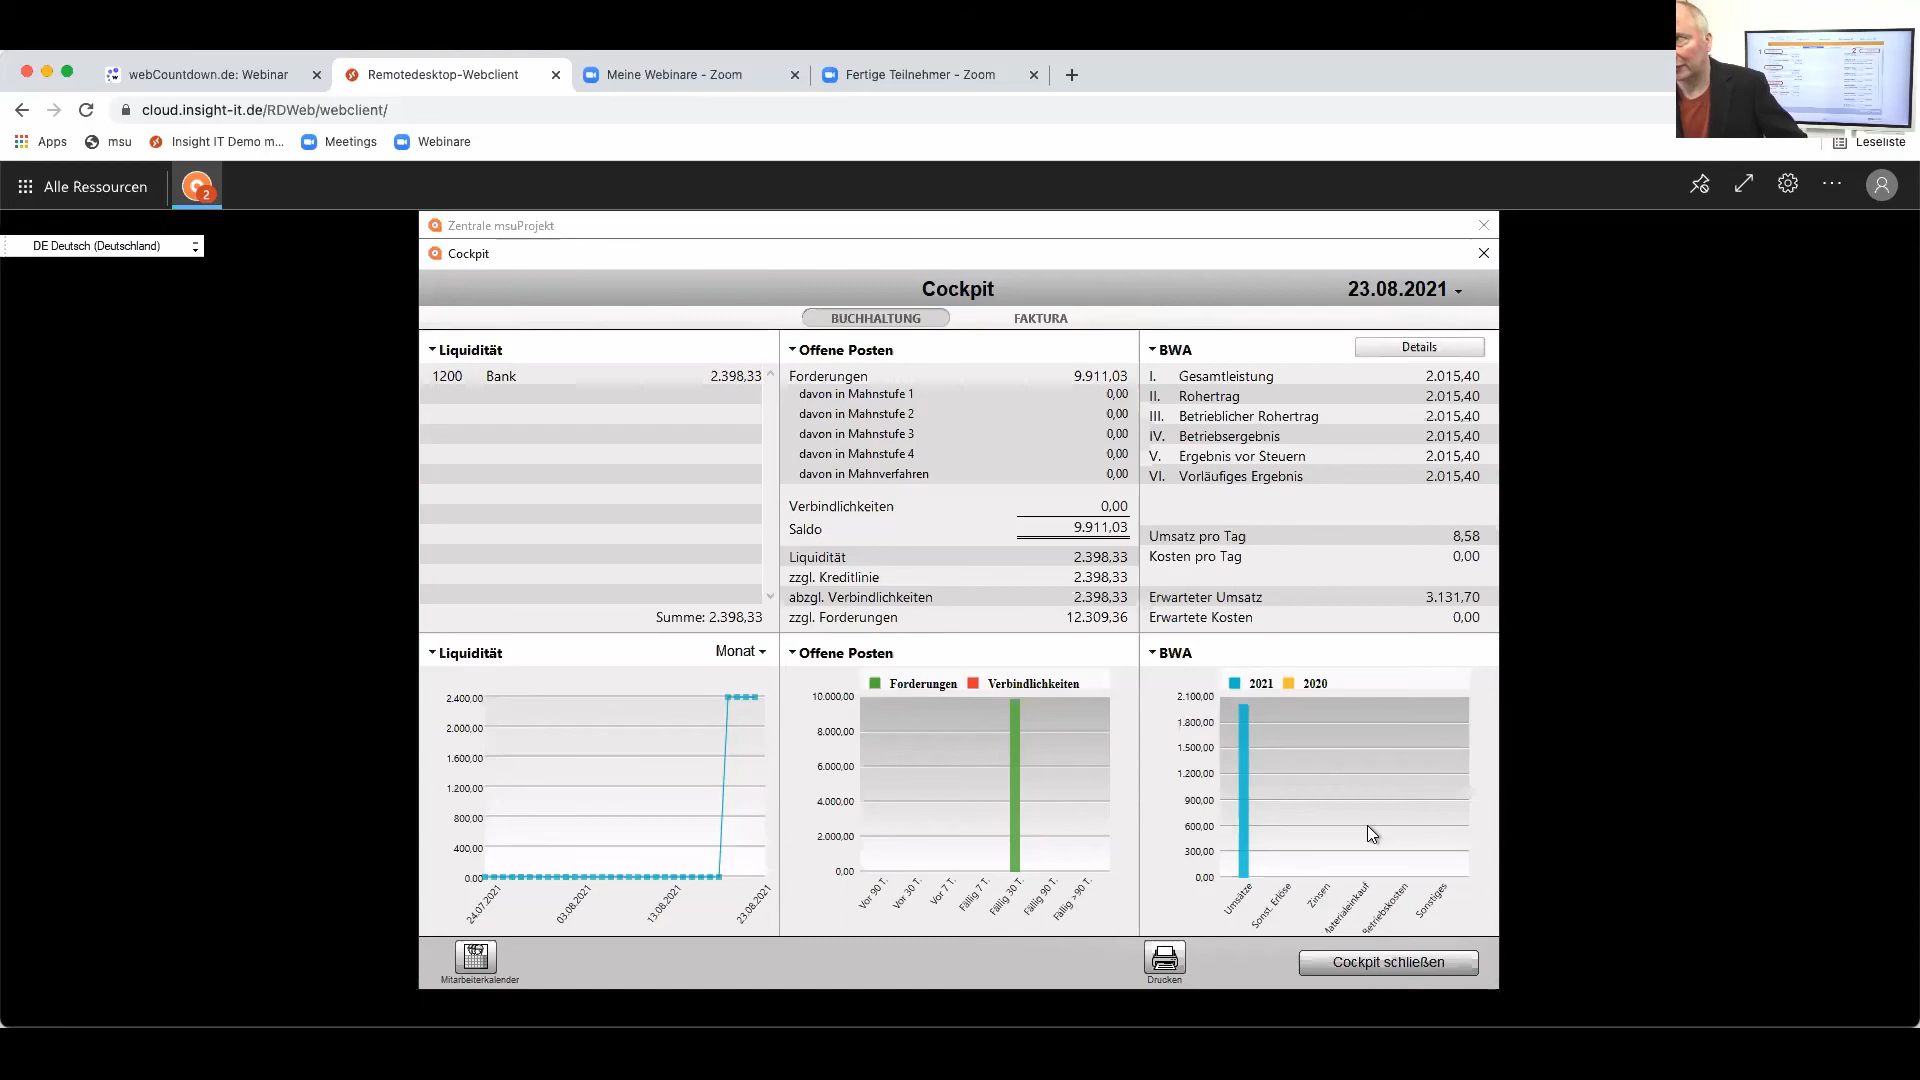 webCountdown.de: Webinar
Remotedesktop-Webclient
Meine Webinare - Zoom
Fertige Teilnehmer - Zoom
cloud.insight-it.de/RDWeb/webclient/
Apps
msu
Insight IT Demo m...
Meetings
Webinare
Leseliste
Alle Ressourcen
2
DE Deutsch (Deutschland)
Zentrale msuProjekt
Cockpit
Cockpit
23.08.2021
BUCHHALTUNG
FAKTURA
Liquidität
1200 Bank 2.398,33
Summe: 2.398,33
Offene Posten
Forderungen 9.911,03
davon in Mahnstufe 1 0,00
davon in Mahnstufe 2 0,00
davon in Mahnstufe 3 0,00
davon in Mahnstufe 4 0,00
davon in Mahnverfahren 0,00
Verbindlichkeiten 0,00
Saldo 9.911,03
Liquidität 2.398,33
zzgl. Kreditlinie 2.398,33
abzgl. Verbindlichkeiten 2.398,33
zzgl. Forderungen 12.309,36
BWA
Details
I. Gesamtleistung 2.015,40
II. Rohertrag 2.015,40
III. Betrieblicher Rohertrag 2.015,40
IV. Betriebsergebnis 2.015,40
V. Ergebnis vor Steuern 2.015,40
VI. Vorläufiges Ergebnis 2.015,40
Umsatz pro Tag 8,58
Kosten pro Tag 0,00
Erwarteter Umsatz 3.131,70
Erwartete Kosten 0,00
Liquidität
Monat
2.400,00
2.000,00
1.600,00
1.200,00
800,00
400,00
0,00
24.07.2021
03.08.2021
13.08.2021
23.08.2021
Offene Posten
Forderungen
Verbindlichkeiten
10.000,00
8.000,00
6.000,00
4.000,00
2.000,00
0,00
Vor 90 T.
Vor 30 T.
Vor 7 T.
Fällig 7 T.
Fällig 30 T.
Fällig 90 T.
Fällig >90 T.
BWA
2021
2020
2.100,00
1.800,00
1.500,00
1.200,00
900,00
600,00
300,00
0,00
Umsätze
Sonst. Erlöse
Zinsen
Materialeinkauf
Betriebskosten
Sonstiges
Mitarbeiterkalender
Drucken
Cockpit schließen